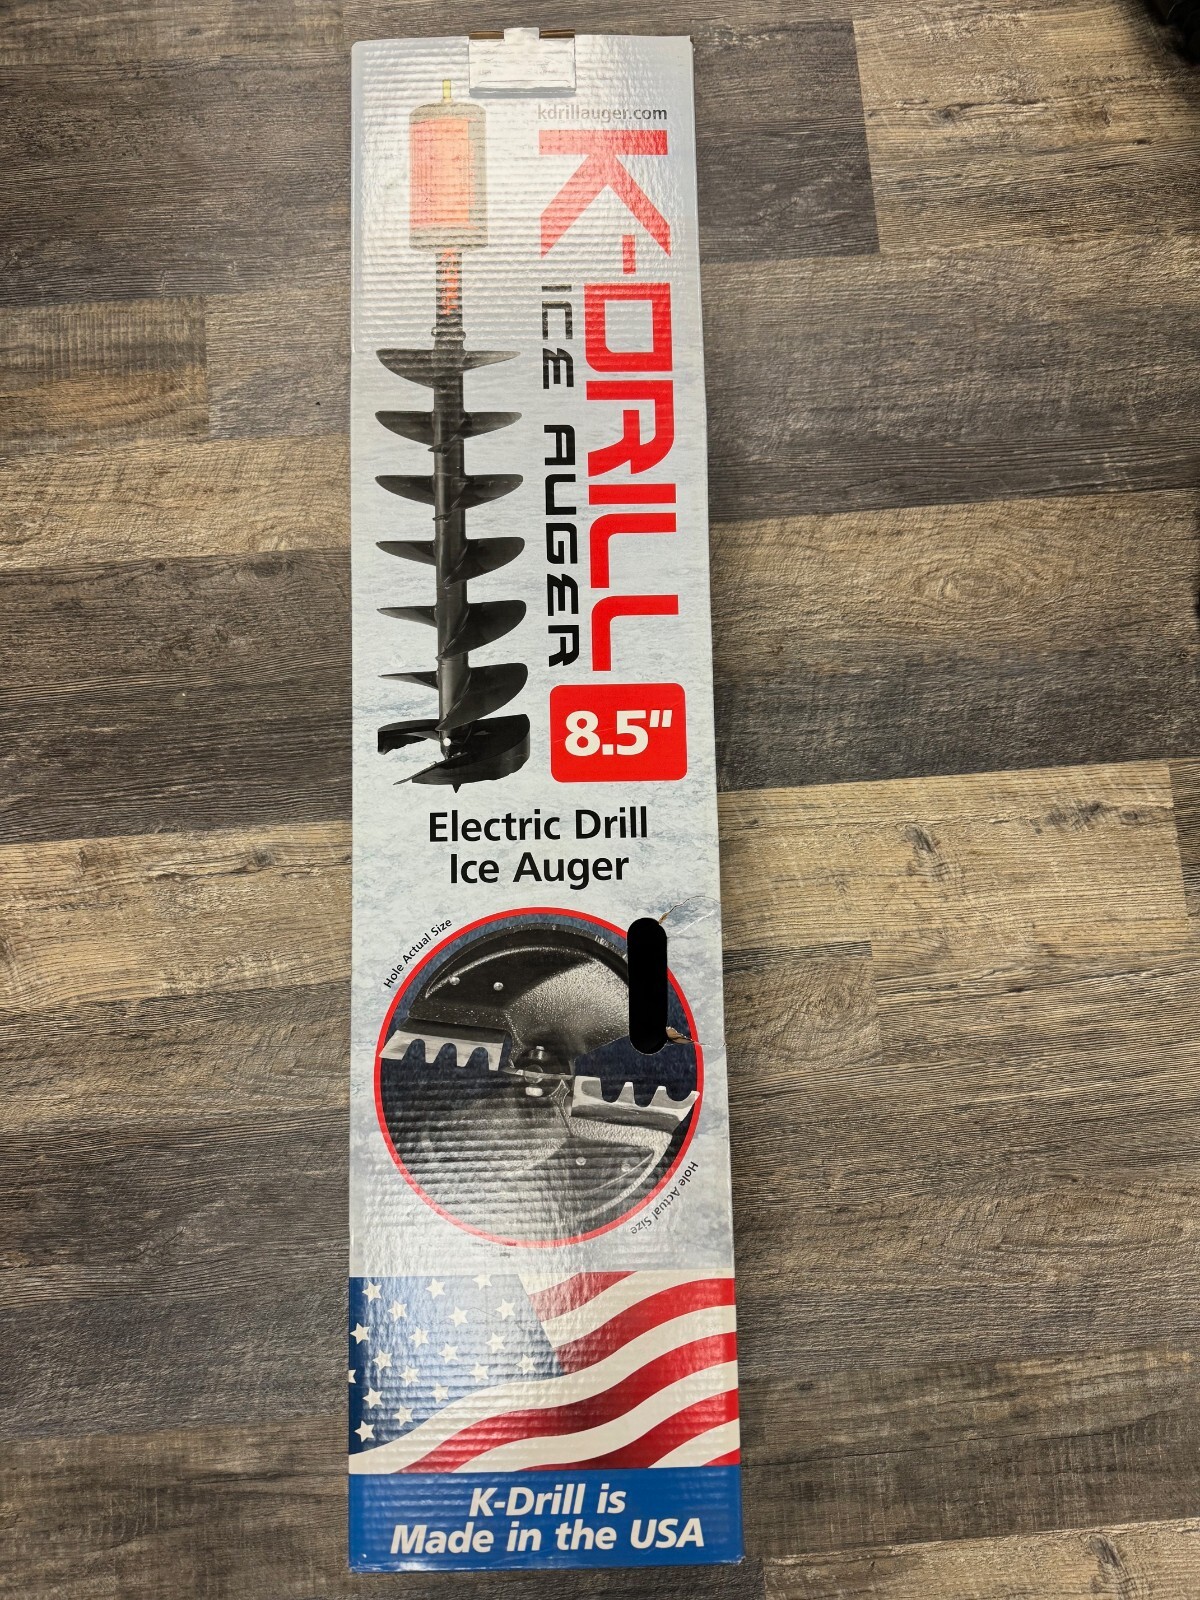 kdrillauger.com
K-DRILL
ICE AUGER
8.5"
Electric Drill
Ice Auger
Hole Actual Size
Hole Actual Size
K-Drill is
Made in the USA